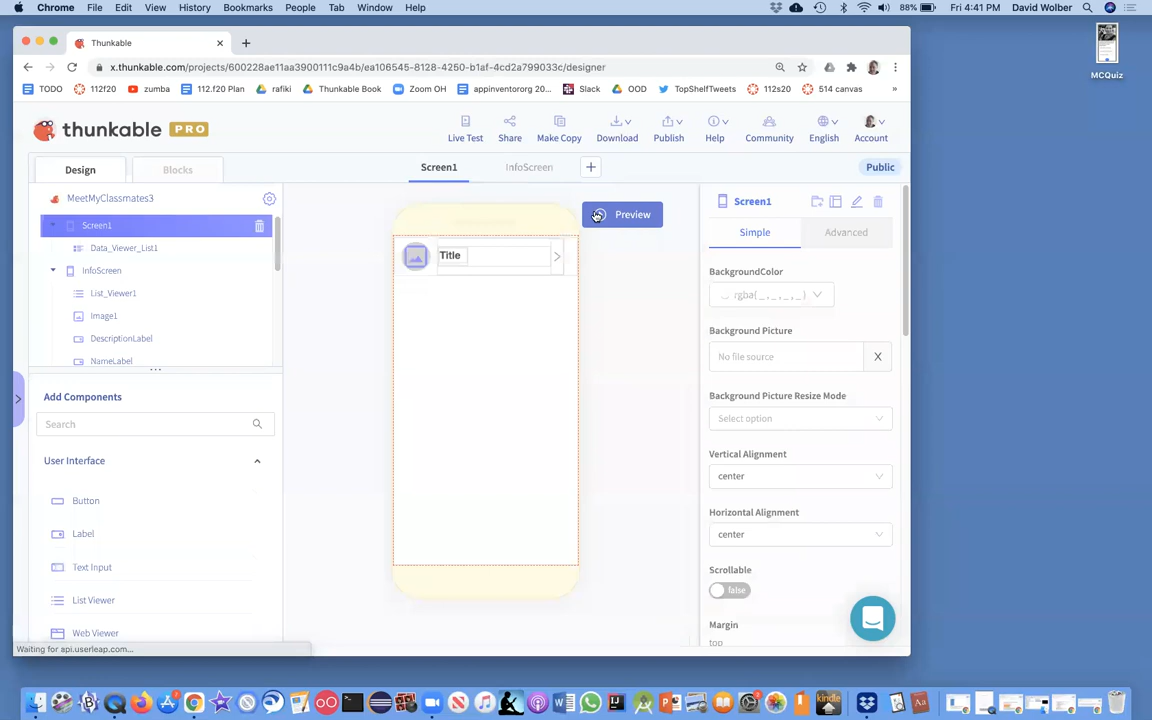 Chrome File Edit View History Bookmarks People Tab Window Help 88% Fri 4:41 PM David Wolber
Thunkable
x.thunkable.com/projects/600228ae11aa3900111c9a4b/ea106545-8128-4250-b1af-4cd2a799033c/designer
TODO 112f20 zumba 112.f20 Plan rafiki Thunkable Book Zoom OH appinventororg 20... Slack OOD TopShelfTweets 112s20 514 canvas »
MCQuiz
thunkable PRO
Live Test Share Make Copy Download Publish Help Community English Account
Design Blocks Screen1 InfoScreen + Public
MeetMyClassmates3
Screen1
Data_Viewer_List1
InfoScreen
List_Viewer1
Image1
DescriptionLabel
NameLabel
Add Components
Search
User Interface
Button
Label
Text Input
List Viewer
Web Viewer
Waiting for api.userleap.com...
Preview
Title
Screen1
Simple Advanced
BackgroundColor
rgba( _ , _ , _ , _ )
Background Picture
No file source X
Background Picture Resize Mode
Select option
Vertical Alignment
center
Horizontal Alignment
center
Scrollable
false
Margin
top